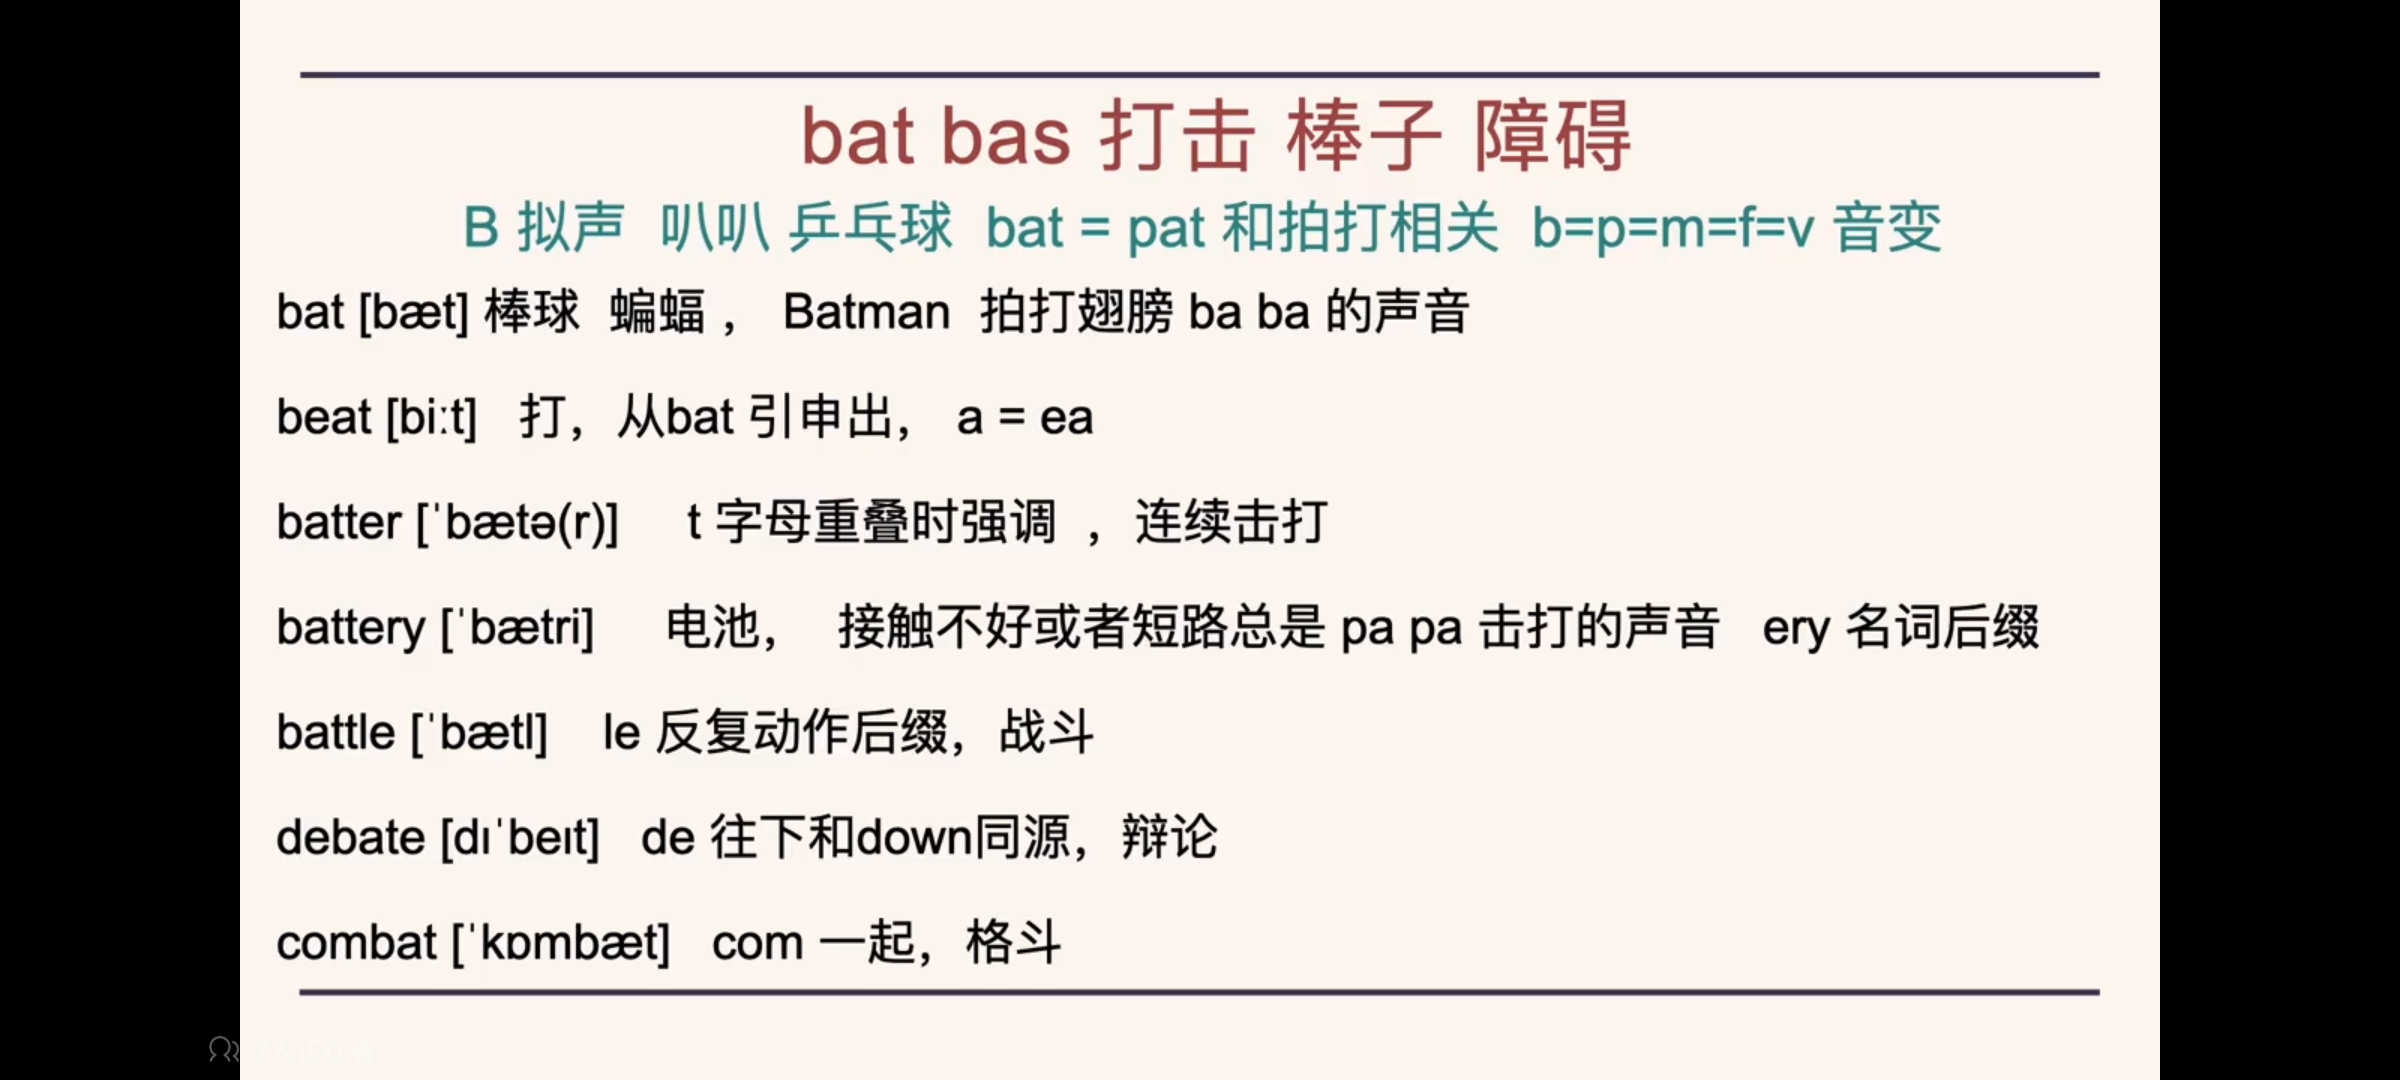 bat bas 打击 棒子 障碍
B 拟声 叭叭 乒乓球 bat = pat 和拍打相关 b=p=m=f=v 音变
bat [bæt] 棒球 蝙蝠， Batman 拍打翅膀 ba ba 的声音
beat [biːt] 打，从bat 引申出， a = ea
batter [ˈbætə(r)] t 字母重叠时强调 ，连续击打
battery [ˈbætri] 电池， 接触不好或者短路总是 pa pa 击打的声音 ery 名词后缀
battle [ˈbætl] le 反复动作后缀，战斗
debate [dɪˈbeɪt] de 往下和down同源，辩论
combat [ˈkɒmbæt] com 一起，格斗
2人正在看